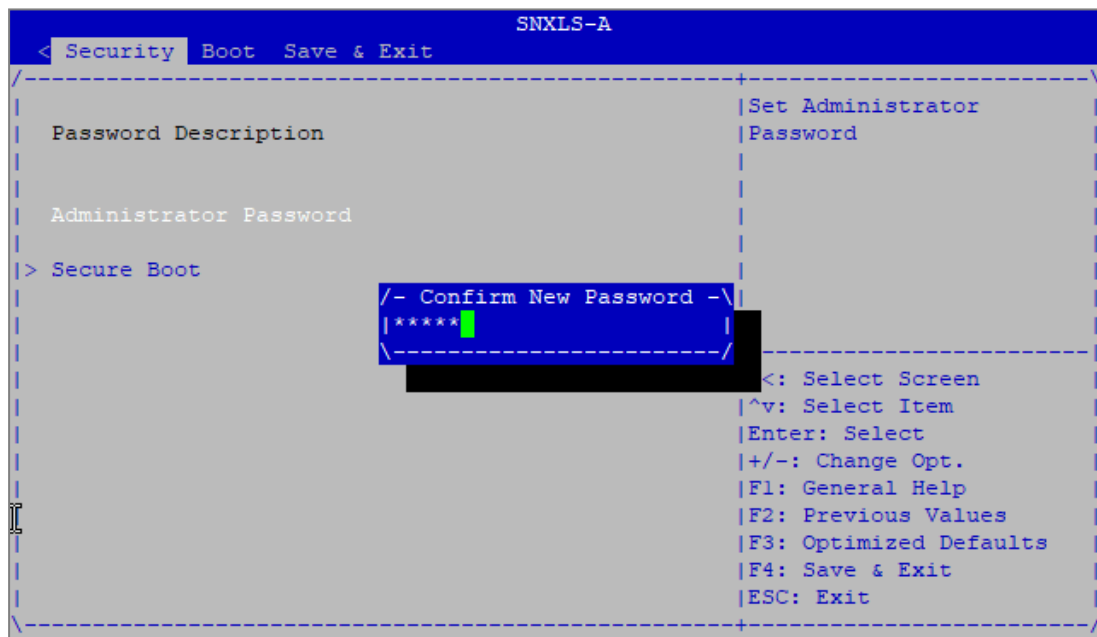 SNXLS-A
< Security Boot Save & Exit
/----------------------------------------------------+-------------------------\
|Set Administrator
Password Description |Password
Administrator Password
|> Secure Boot
/- Confirm New Password -\
|*****
\------------------------/
<: Select Screen
|^v: Select Item
|Enter: Select
|+/-: Change Opt.
|F1: General Help
|F2: Previous Values
|F3: Optimized Defaults
|F4: Save & Exit
|ESC: Exit
\----------------------------------------------------+-------------------------/